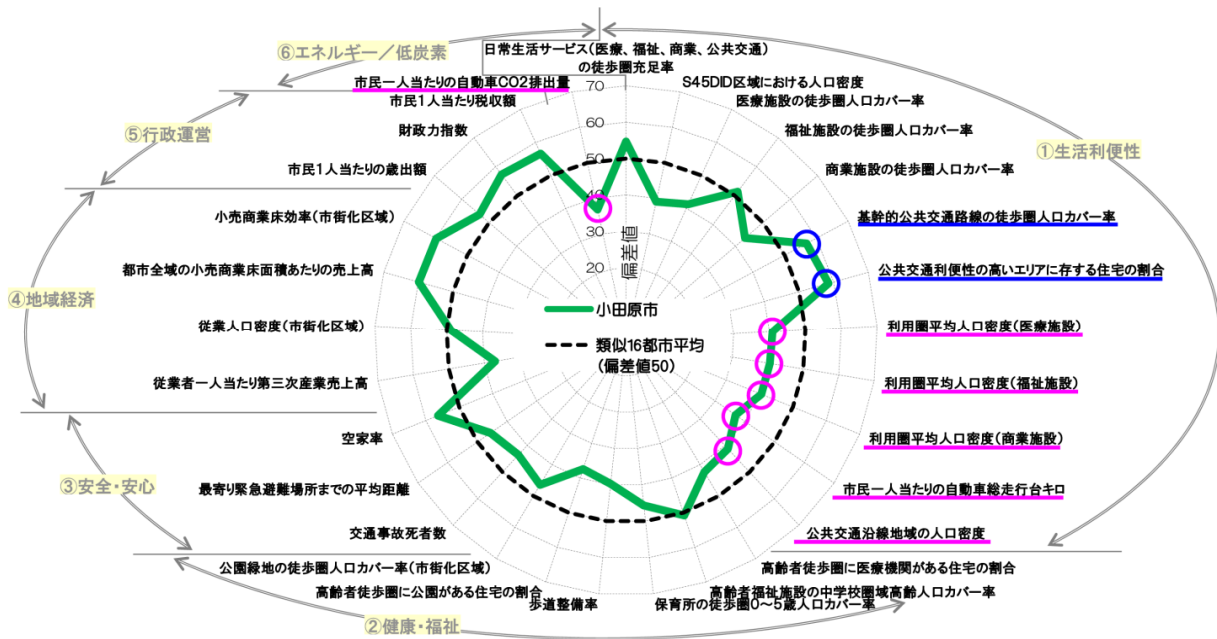 ⑥エネルギー／低炭素
日常生活サービス(医療、福祉、商業、公共交通)
の徒歩圏充足率
市民一人当たりの自動車CO2排出量
市民1人当たり税収額
財政力指数
⑤行政運営
市民1人当たりの歳出額
小売商業床効率(市街化区域)
都市全域の小売商業床面積あたりの売上高
④地域経済
従業人口密度(市街化区域)
従業者一人当たり第三次産業売上高
空家率
③安全・安心
最寄り緊急避難場所までの平均距離
交通事故死者数
公園緑地の徒歩圏人口カバー率(市街化区域)
高齢者徒歩圏に公園がある住宅の割合
歩道整備率
②健康・福祉
70
60
50
40
30
20
偏差値
小田原市
類似16都市平均
(偏差値50)
S45DID区域における人口密度
医療施設の徒歩圏人口カバー率
福祉施設の徒歩圏人口カバー率
①生活利便性
商業施設の徒歩圏人口カバー率
基幹的公共交通路線の徒歩圏人口カバー率
公共交通利便性の高いエリアに存する住宅の割合
利用圏平均人口密度(医療施設)
利用圏平均人口密度(福祉施設)
利用圏平均人口密度(商業施設)
市民一人当たりの自動車総走行台キロ
公共交通沿線地域の人口密度
高齢者徒歩圏に医療機関がある住宅の割合
高齢者福祉施設の中学校圏域高齢人口カバー率
保育所の徒歩圏0～5歳人口カバー率